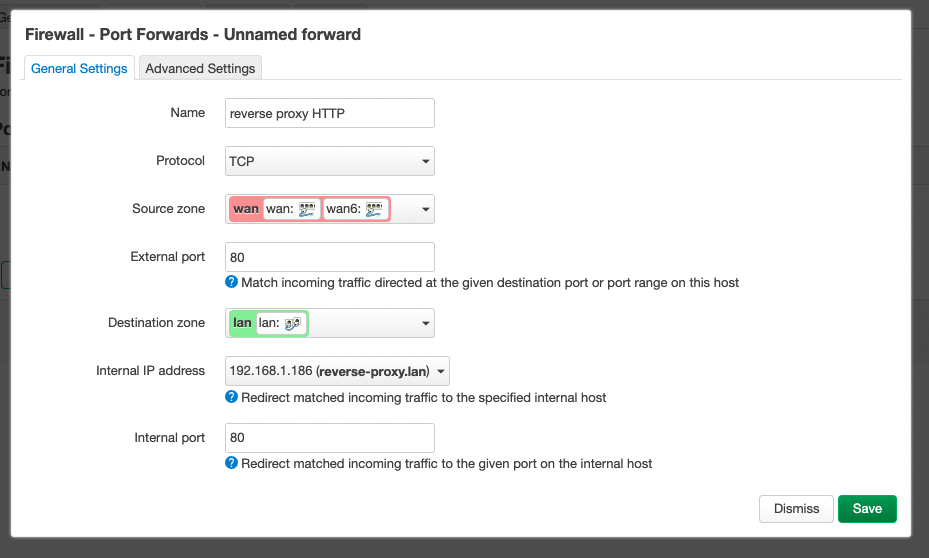 Firewall - Port Forwards - Unnamed forward
General Settings Advanced Settings
Name reverse proxy HTTP
Protocol TCP
Source zone wan wan: wan6:
External port 80
Match incoming traffic directed at the given destination port or port range on this host
Destination zone lan lan:
Internal IP address 192.168.1.186 (reverse-proxy.lan)
Redirect matched incoming traffic to the specified internal host
Internal port 80
Redirect matched incoming traffic to the given port on the internal host
Dismiss Save